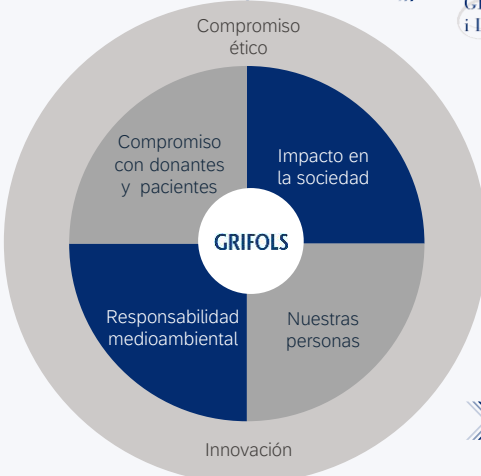 Compromiso
ético
Compromiso
con donantes
y pacientes
Impacto en
la sociedad
GRIFOLS
Responsabilidad
medioambiental
Nuestras
personas
Innovación